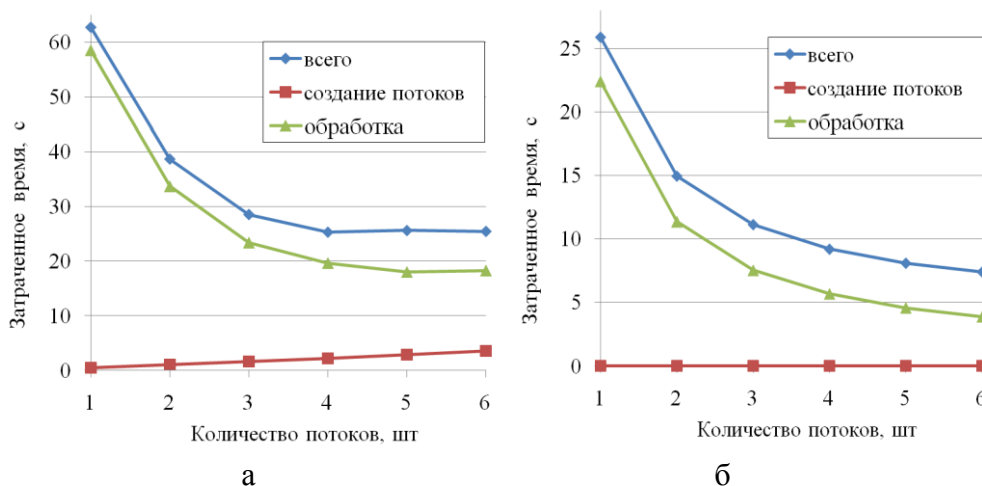 60
50
40
30
20
10
0
1 2 3 4 5 6
Затраченное время, с
Количество потоков, шт
всего
создание потоков
обработка
а
25
20
15
10
5
0
1 2 3 4 5 6
Затраченное время, с
Количество потоков, шт
всего
создание потоков
обработка
б